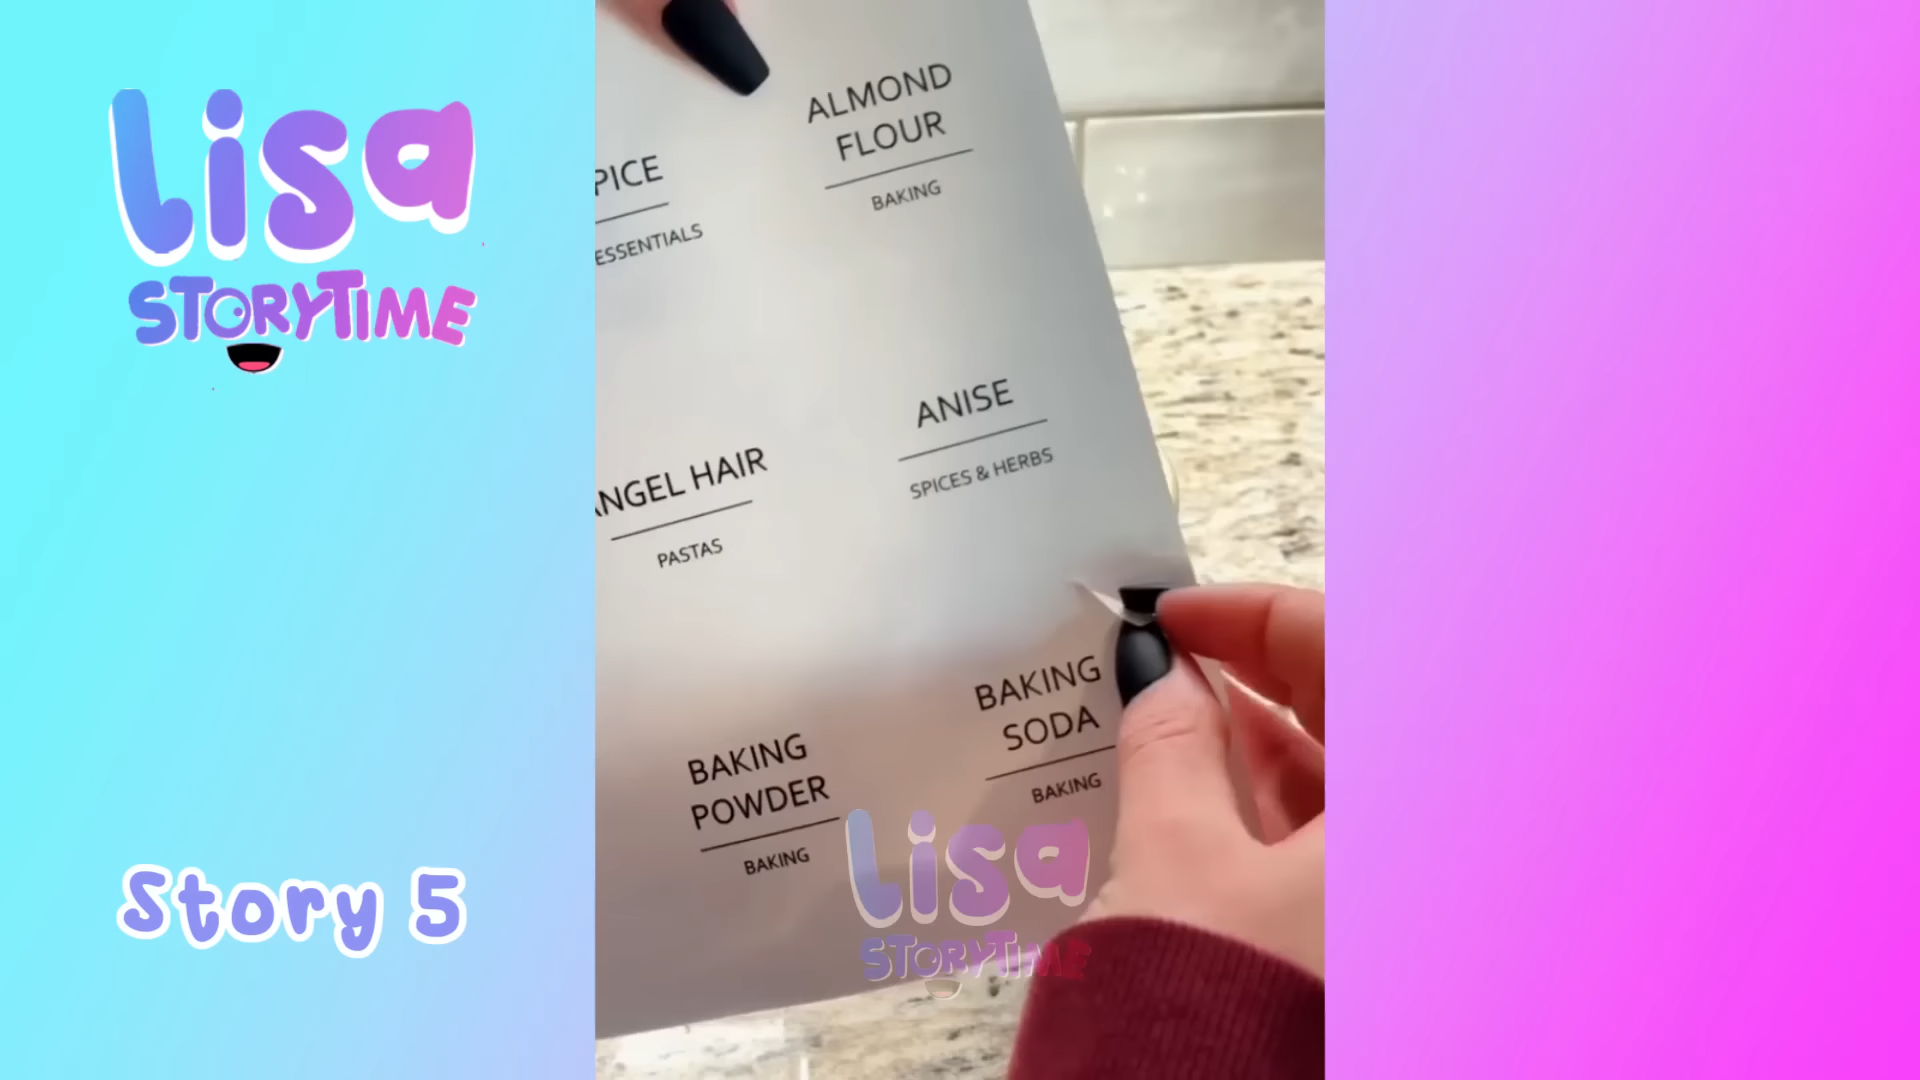 Lisa
STORYTIME
Story 5
ALMOND
FLOUR
BAKING
PICE
ESSENTIALS
ANISE
SPICES & HERBS
ANGEL HAIR
PASTAS
BAKING
SODA
BAKING
BAKING
POWDER
BAKING
Lisa
STORYTIME